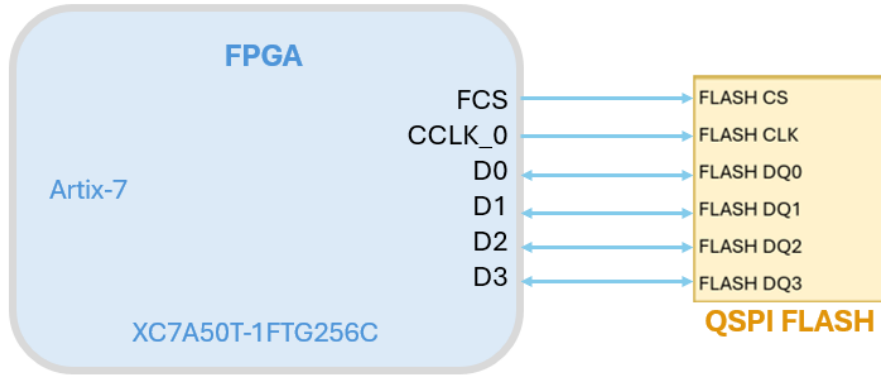 FPGA
FCS
FLASH CS
CCLK_0
FLASH CLK
D0
FLASH DQ0
Artix-7
D1
FLASH DQ1
D2
FLASH DQ2
D3
FLASH DQ3
XC7A50T-1FTG256C
QSPI FLASH